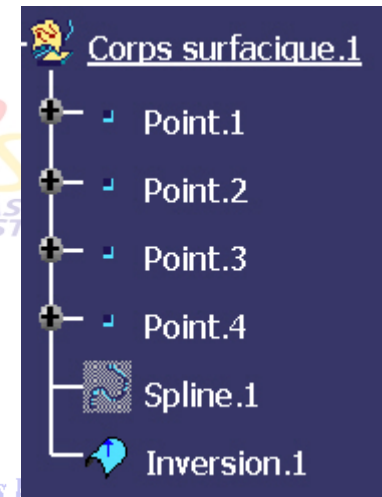 Corps surfacique.1
Point.1
Point.2
Point.3
Point.4
Spline.1
Inversion.1